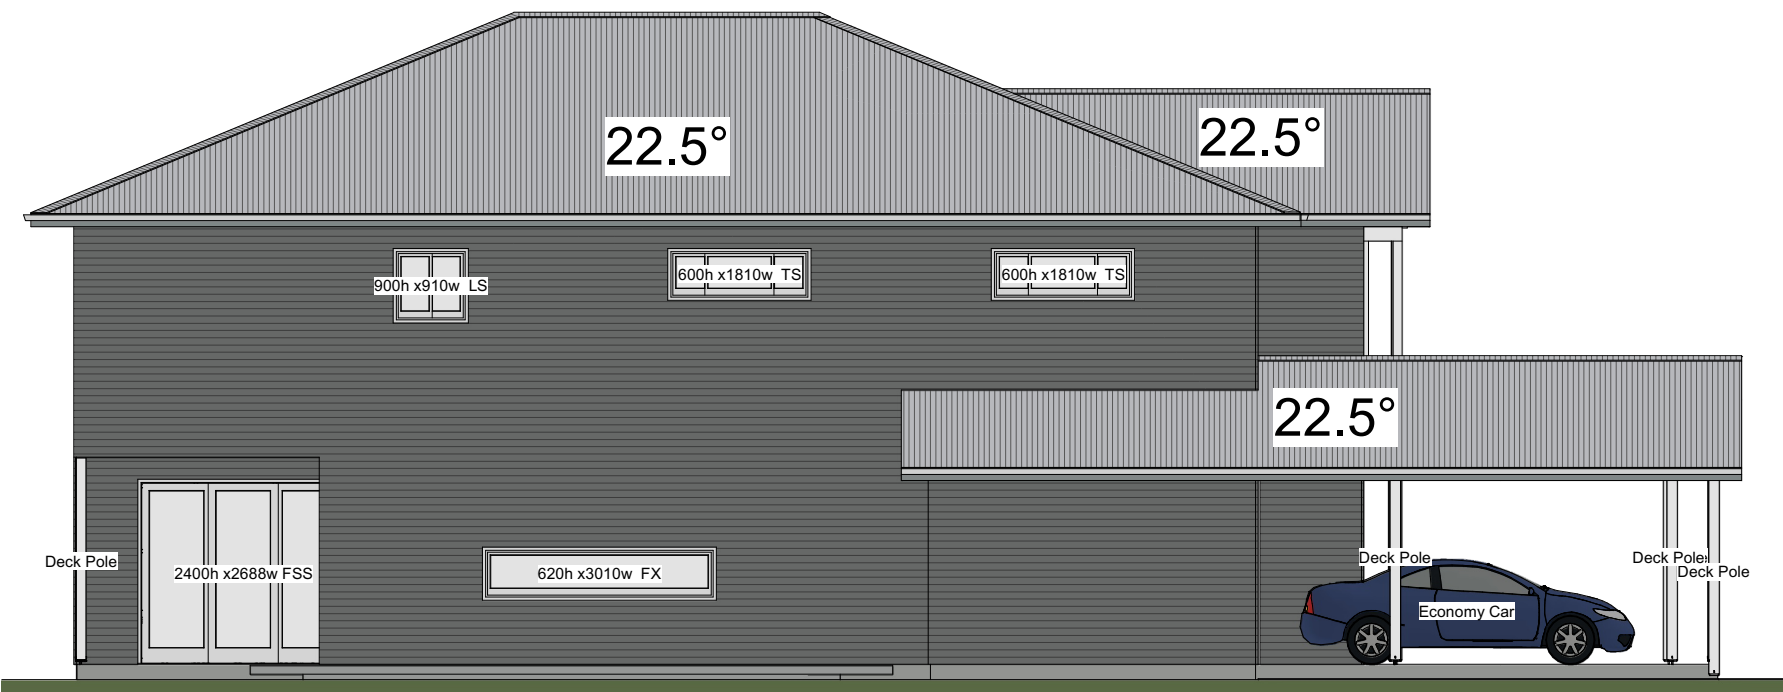 22.5°
22.5°
900h x910w LS
600h x1810w TS
600h x1810w TS
22.5°
Deck Pole
2400h x2688w FSS
620h x3010w FX
Deck Pole
Deck Pole
Deck Pole
Economy Car